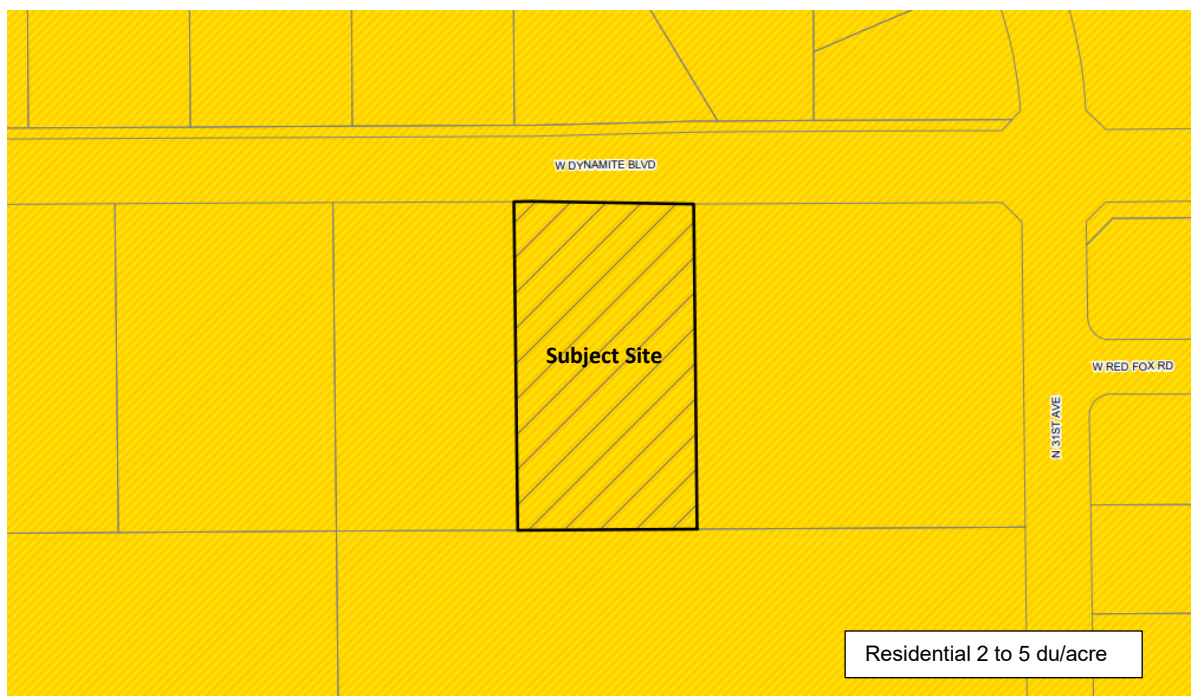 W DYNAMITE BLVD
Subject Site
W RED FOX RD
N 31ST AVE
Residential 2 to 5 du/acre